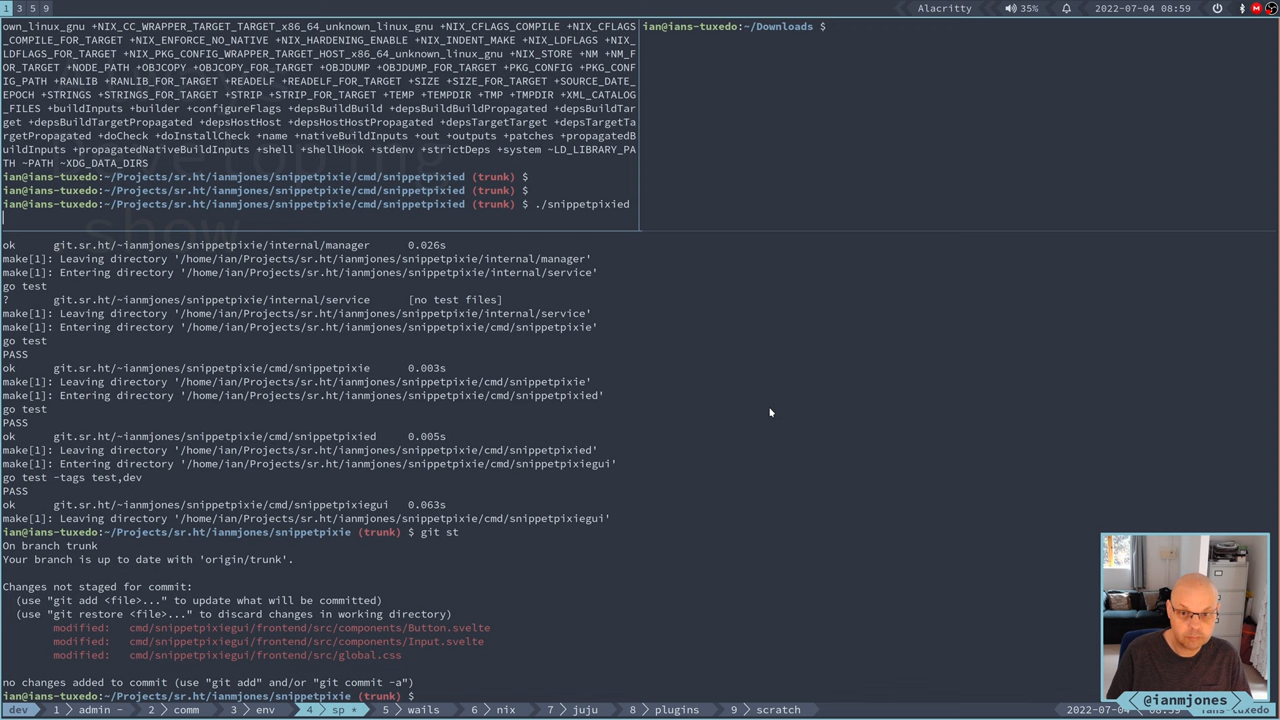 1 3 5 9
Alacritty 35% 2022-07-04 08:59
own_linux_gnu +NIX_CC_WRAPPER_TARGET_TARGET_x86_64_unknown_linux_gnu +NIX_CFLAGS_COMPILE +NIX_CFLAGS
_COMPILE_FOR_TARGET +NIX_ENFORCE_NO_NATIVE +NIX_HARDENING_ENABLE +NIX_INDENT_MAKE +NIX_LDFLAGS +NIX_
LDFLAGS_FOR_TARGET +NIX_PKG_CONFIG_WRAPPER_TARGET_HOST_x86_64_unknown_linux_gnu +NIX_STORE +NM +NM_F
OR_TARGET +NODE_PATH +OBJCOPY +OBJCOPY_FOR_TARGET +OBJDUMP +OBJDUMP_FOR_TARGET +PKG_CONFIG +PKG_CONF
IG_PATH +RANLIB +RANLIB_FOR_TARGET +READELF +READELF_FOR_TARGET +SIZE +SIZE_FOR_TARGET +SOURCE_DATE_
EPOCH +STRINGS +STRINGS_FOR_TARGET +STRIP +STRIP_FOR_TARGET +TEMP +TEMPDIR +TMP +TMPDIR +XML_CATALOG
_FILES +buildInputs +builder +configureFlags +depsBuildBuild +depsBuildBuildPropagated +depsBuildTar
get +depsBuildTargetPropagated +depsHostHost +depsHostHostPropagated +depsTargetTarget +depsTargetTa
rgetPropagated +doCheck +doInstallCheck +name +nativeBuildInputs +out +outputs +patches +propagatedB
uildInputs +propagatedNativeBuildInputs +shell +shellHook +stdenv +strictDeps +system ~LD_LIBRARY_PA
TH ~PATH ~XDG_DATA_DIRS
ian@ians-tuxedo:~/Projects/sr.ht/ianmjones/snippetpixie/cmd/snippetpixied (trunk) $
ian@ians-tuxedo:~/Projects/sr.ht/ianmjones/snippetpixie/cmd/snippetpixied (trunk) $
ian@ians-tuxedo:~/Projects/sr.ht/ianmjones/snippetpixie/cmd/snippetpixied (trunk) $ ./snippetpixied
ian@ians-tuxedo:~/Downloads $
show
ok git.sr.ht/~ianmjones/snippetpixie/internal/manager 0.026s
make[1]: Leaving directory '/home/ian/Projects/sr.ht/ianmjones/snippetpixie/internal/manager'
make[1]: Entering directory '/home/ian/Projects/sr.ht/ianmjones/snippetpixie/internal/service'
go test
? git.sr.ht/~ianmjones/snippetpixie/internal/service [no test files]
make[1]: Leaving directory '/home/ian/Projects/sr.ht/ianmjones/snippetpixie/internal/service'
make[1]: Entering directory '/home/ian/Projects/sr.ht/ianmjones/snippetpixie/cmd/snippetpixie'
go test
PASS
ok git.sr.ht/~ianmjones/snippetpixie/cmd/snippetpixie 0.003s
make[1]: Leaving directory '/home/ian/Projects/sr.ht/ianmjones/snippetpixie/cmd/snippetpixie'
make[1]: Entering directory '/home/ian/Projects/sr.ht/ianmjones/snippetpixie/cmd/snippetpixied'
go test
PASS
ok git.sr.ht/~ianmjones/snippetpixie/cmd/snippetpixied 0.005s
make[1]: Leaving directory '/home/ian/Projects/sr.ht/ianmjones/snippetpixie/cmd/snippetpixied'
make[1]: Entering directory '/home/ian/Projects/sr.ht/ianmjones/snippetpixie/cmd/snippetpixiegui'
go test -tags test,dev
PASS
ok git.sr.ht/~ianmjones/snippetpixie/cmd/snippetpixiegui 0.063s
make[1]: Leaving directory '/home/ian/Projects/sr.ht/ianmjones/snippetpixie/cmd/snippetpixiegui'
ian@ians-tuxedo:~/Projects/sr.ht/ianmjones/snippetpixie (trunk) $ git st
On branch trunk
Your branch is up to date with 'origin/trunk'.
Changes not staged for commit:
(use "git add <file>..." to update what will be committed)
(use "git restore <file>..." to discard changes in working directory)
modified: cmd/snippetpixiegui/frontend/src/components/Button.svelte
modified: cmd/snippetpixiegui/frontend/src/components/Input.svelte
modified: cmd/snippetpixiegui/frontend/src/global.css
no changes added to commit (use "git add" and/or "git commit -a")
ian@ians-tuxedo:~/Projects/sr.ht/ianmjones/snippetpixie (trunk) $
@ianmjones
dev 1 admin - 2 comm 3 env 4 sp * 5 wails 6 nix 7 juju 8 plugins 9 scratch 2022-07-04